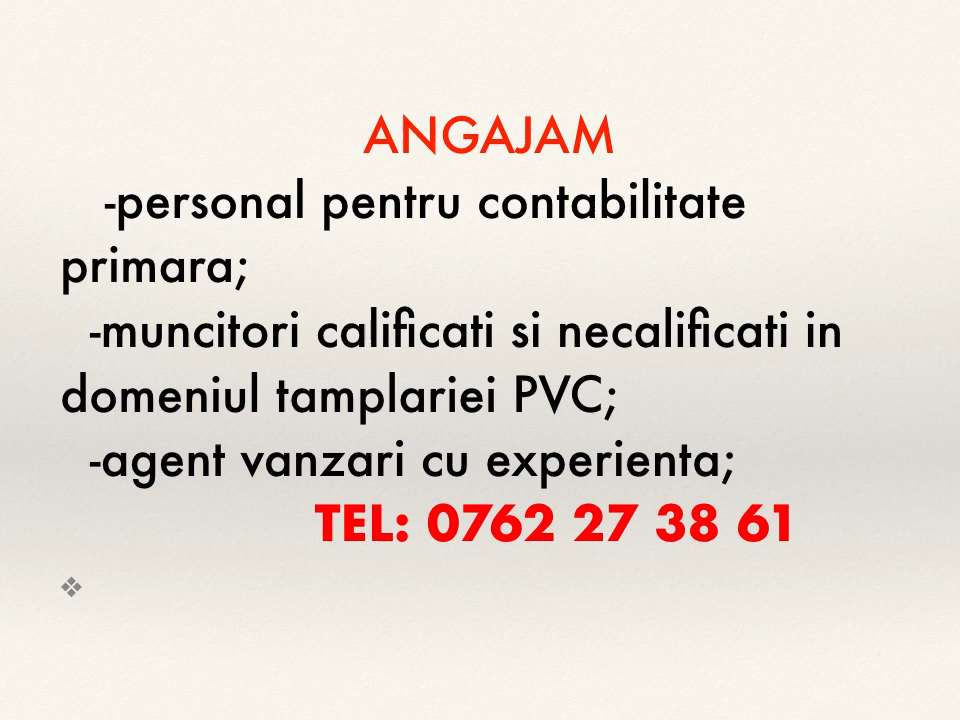 ANGAJAM
-personal pentru contabilitate
primara;
-muncitori calificati si necalificati in
domeniul tamplariei PVC;
-agent vanzari cu experienta;
TEL: 0762 27 38 61